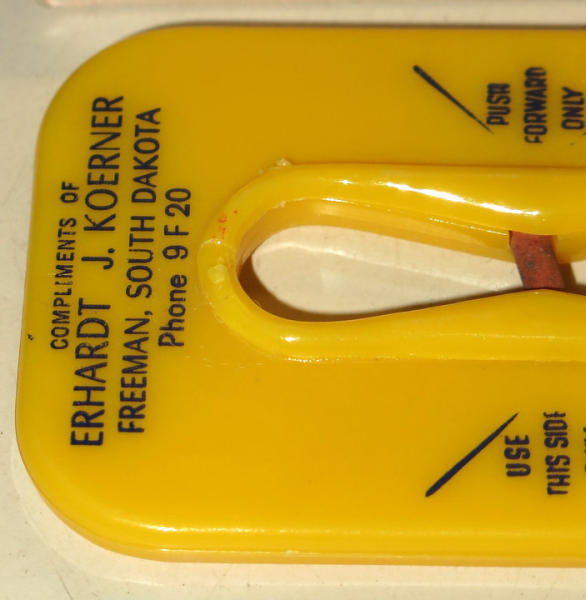 COMPLIMENTS OF
ERHARDT J. KOERNER
FREEMAN, SOUTH DAKOTA
Phone 9 F 20
PUSH
FORWARD
ONLY
USE
THIS SIDE